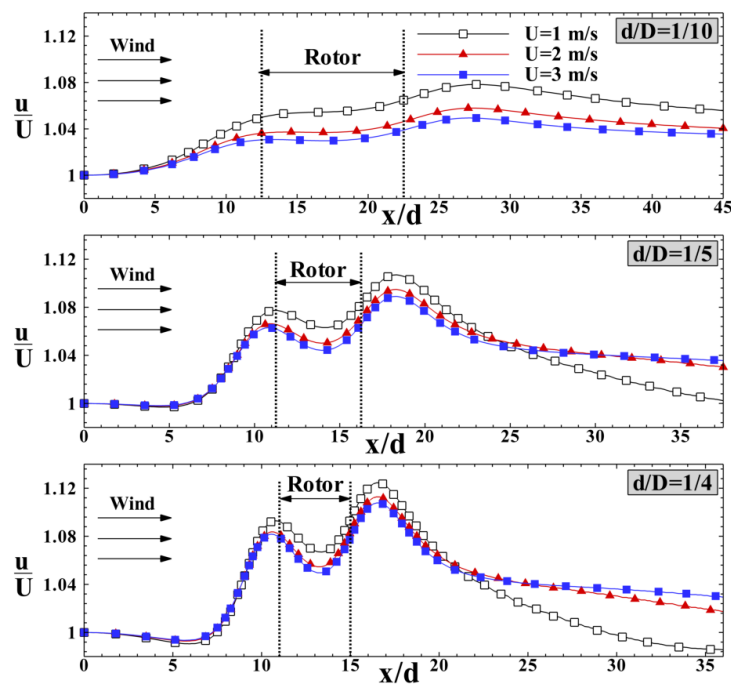 1.12
Wind
Rotor
U=1 m/s
U=2 m/s
U=3 m/s
d/D=1/10
1.08
u
U
1.04
1
0 5 10 15 20 25 30 35 40 45
x/d
1.12
Wind
Rotor
d/D=1/5
1.08
u
U
1.04
1
0 5 10 15 20 25 30 35
x/d
1.12
Wind
Rotor
d/D=1/4
1.08
u
U
1.04
1
0 5 10 15 20 25 30 35
x/d